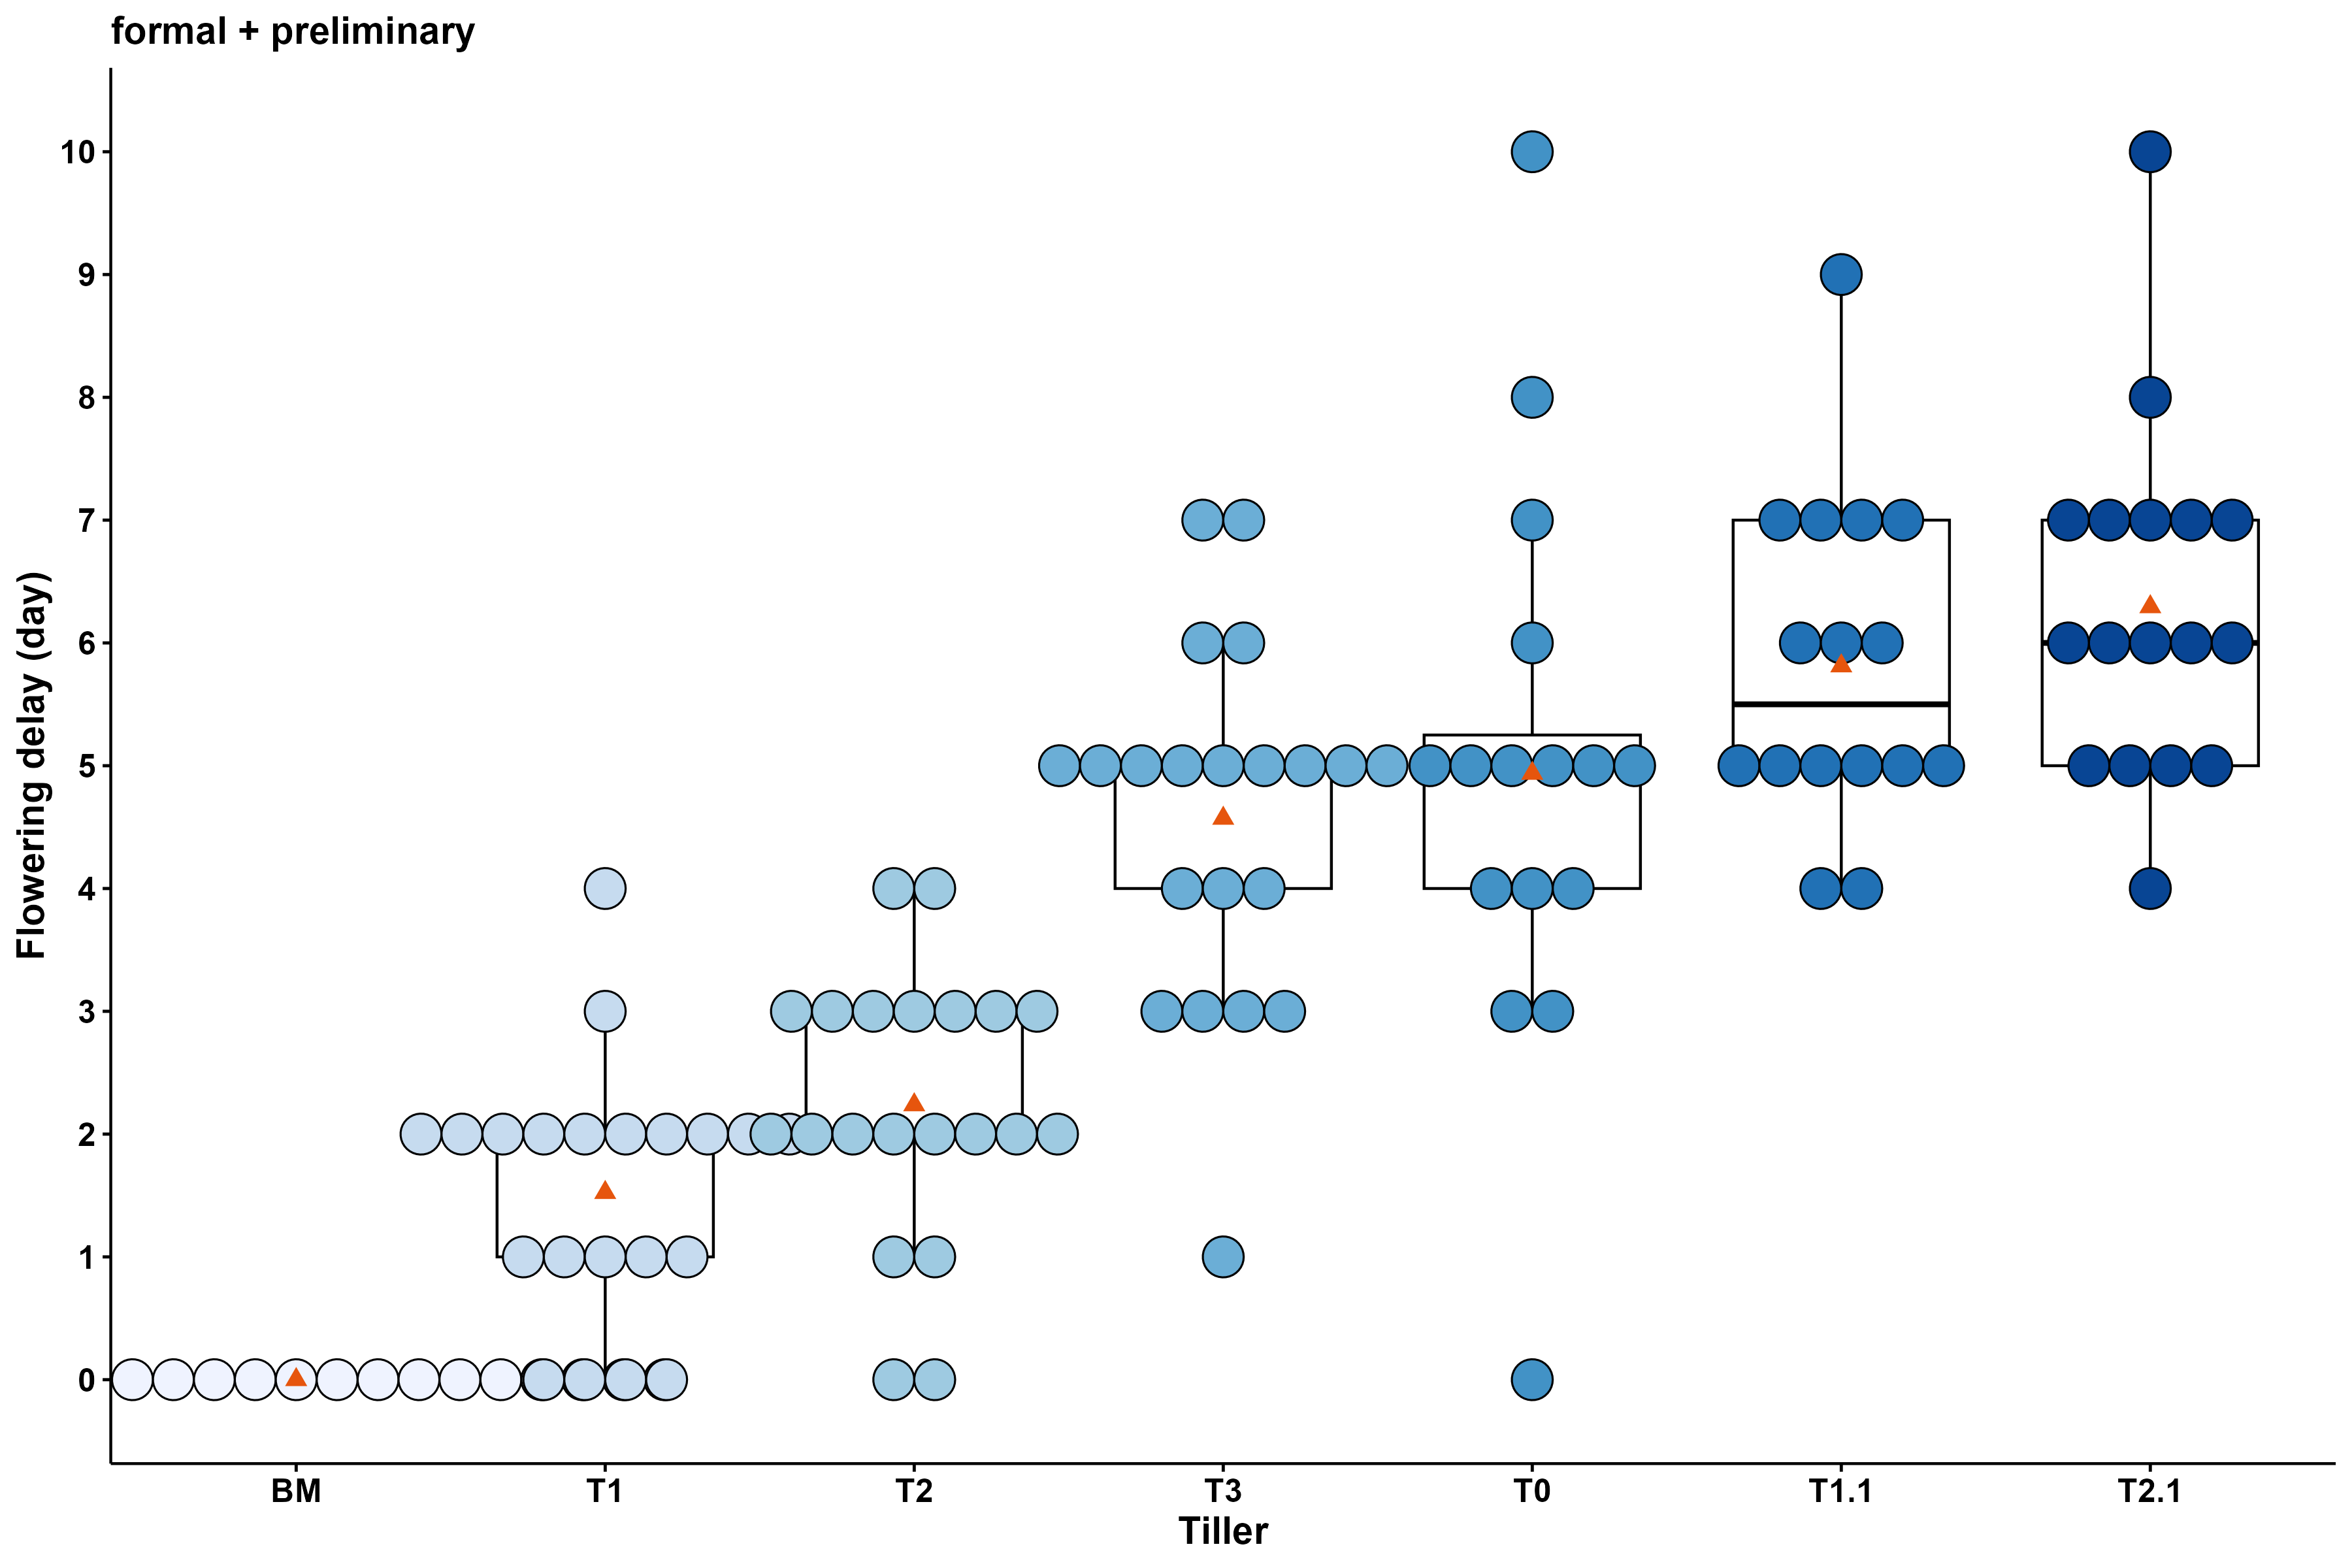 formal + preliminary
10
9
8
7
6
5
4
3
2
1
0
Flowering delay (day)
BM T1 T2 T3 T0 T1.1 T2.1
Tiller